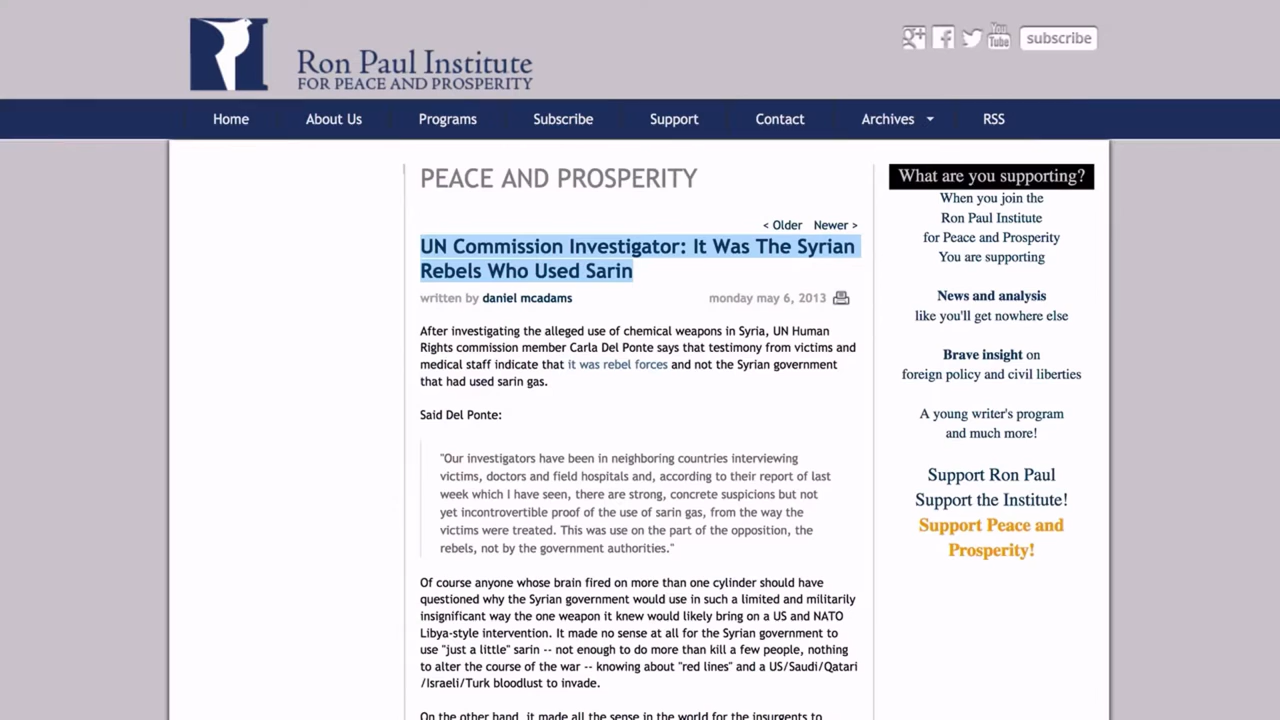 Ron Paul Institute
FOR PEACE AND PROSPERITY
You
Tube
subscribe
Home About Us Programs Subscribe Support Contact Archives RSS
PEACE AND PROSPERITY
< Older Newer >
UN Commission Investigator: It Was The Syrian
Rebels Who Used Sarin
written by daniel mcadams monday may 6, 2013
After investigating the alleged use of chemical weapons in Syria, UN Human
Rights commission member Carla Del Ponte says that testimony from victims and
medical staff indicate that it was rebel forces and not the Syrian government
that had used sarin gas.
Said Del Ponte:
"Our investigators have been in neighboring countries interviewing
victims, doctors and field hospitals and, according to their report of last
week which I have seen, there are strong, concrete suspicions but not
yet incontrovertible proof of the use of sarin gas, from the way the
victims were treated. This was use on the part of the opposition, the
rebels, not by the government authorities."
Of course anyone whose brain fired on more than one cylinder should have
questioned why the Syrian government would use in such a limited and militarily
insignificant way the one weapon it knew would likely bring on a US and NATO
Libya-style intervention. It made no sense at all for the Syrian government to
use "just a little" sarin -- not enough to do more than kill a few people, nothing
to alter the course of the war -- knowing about "red lines" and a US/Saudi/Qatari
/Israeli/Turk bloodlust to invade.
On the other hand, it made all the sense in the world for the insurgents to
What are you supporting?
When you join the
Ron Paul Institute
for Peace and Prosperity
You are supporting
News and analysis
like you'll get nowhere else
Brave insight on
foreign policy and civil liberties
A young writer's program
and much more!
Support Ron Paul
Support the Institute!
Support Peace and
Prosperity!